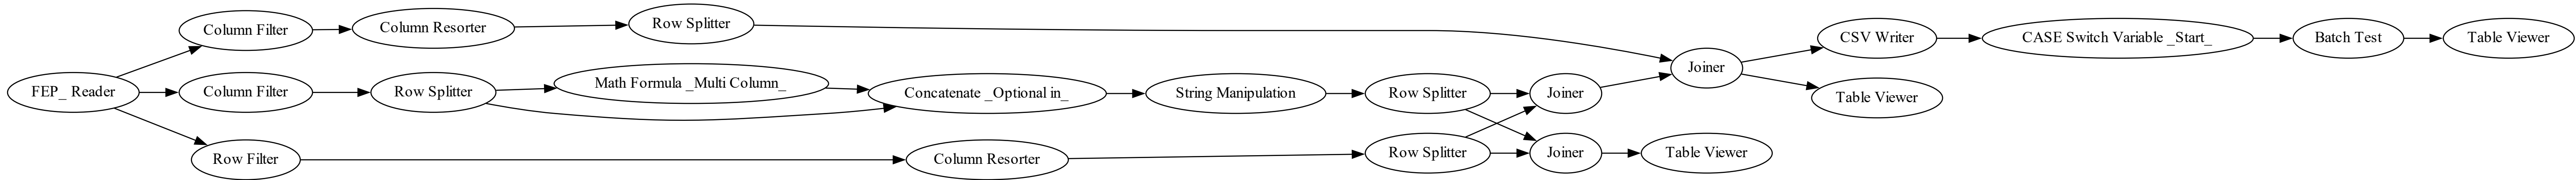 Column Filter
Column Resorter
Row Splitter
FEP_ Reader
Column Filter
Row Splitter
Math Formula _Multi Column_
Concatenate _Optional in_
String Manipulation
Row Splitter
Joiner
Joiner
CSV Writer
CASE Switch Variable _Start_
Batch Test
Table Viewer
Table Viewer
Row Filter
Column Resorter
Row Splitter
Joiner
Table Viewer